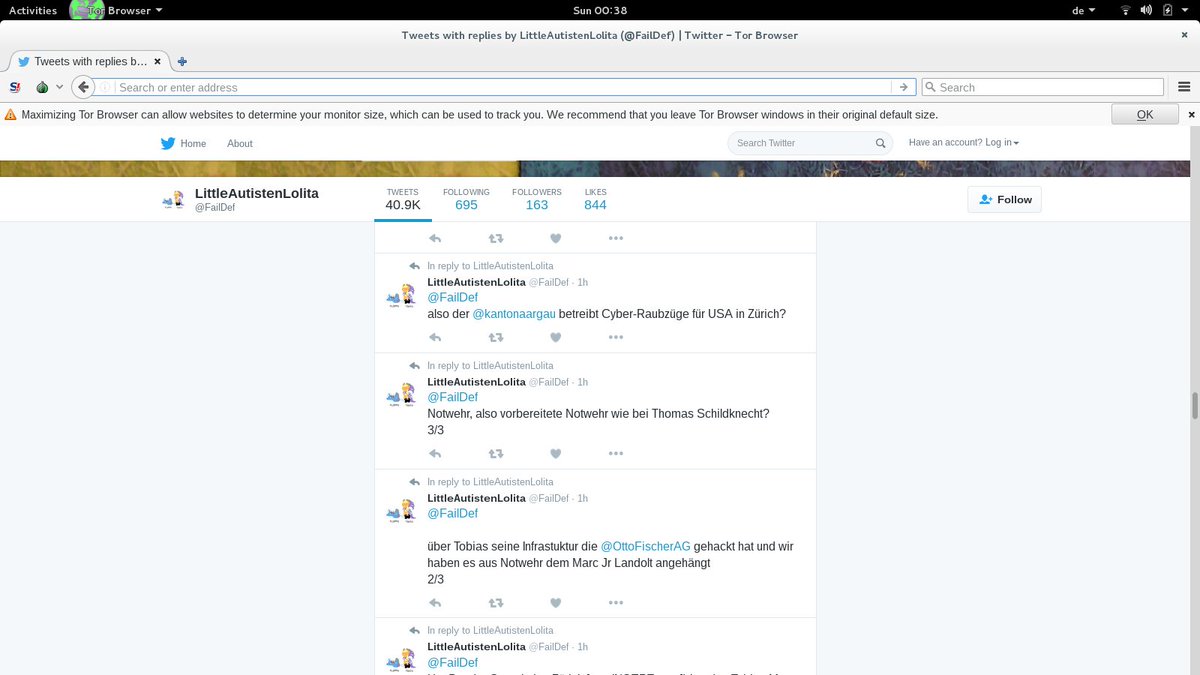 Activities
Tor Browser
Sun 00:38
de
Tweets with replies by LittleAutistenLolita (@FailDef) | Twitter – Tor Browser
Tweets with replies b...
Search or enter address
Search
Maximizing Tor Browser can allow websites to determine your monitor size, which can be used to track you. We recommend that you leave Tor Browser windows in their original default size.
OK
Home
About
Search Twitter
Have an account? Log in
LittleAutistenLolita
@FailDef
TWEETS
40.9K
FOLLOWING
695
FOLLOWERS
163
LIKES
844
Follow
In reply to LittleAutistenLolita
LittleAutistenLolita @FailDef · 1h
@FailDef
also der @kantonaargau betreibt Cyber-Raubzüge für USA in Zürich?
In reply to LittleAutistenLolita
LittleAutistenLolita @FailDef · 1h
@FailDef
Notwehr, also vorbereitete Notwehr wie bei Thomas Schildknecht?
3/3
In reply to LittleAutistenLolita
LittleAutistenLolita @FailDef · 1h
@FailDef
über Tobias seine Infrastuktur die @OttoFischerAG gehackt hat und wir
haben es aus Notwehr dem Marc Jr Landolt angehängt
2/3
In reply to LittleAutistenLolita
LittleAutistenLolita @FailDef · 1h
@FailDef